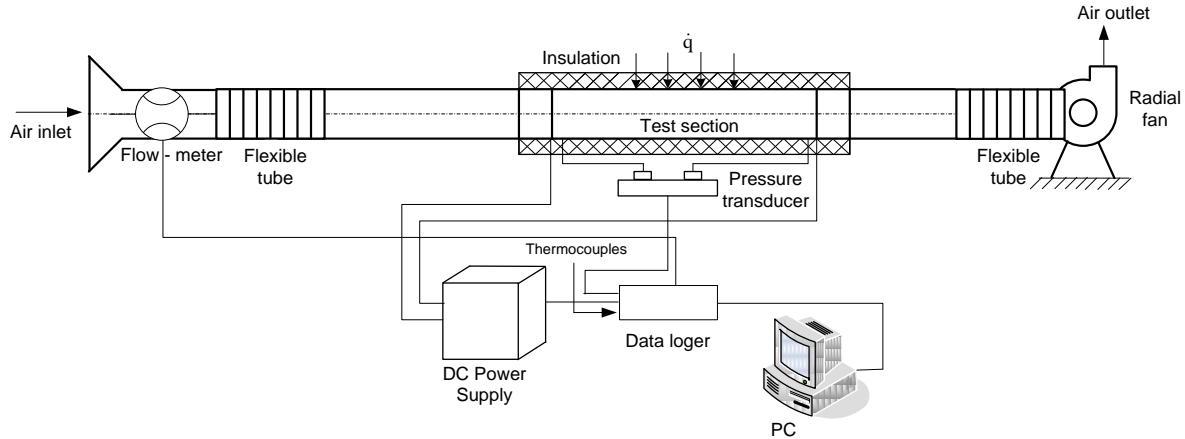 Air outlet
q̇
Insulation
Radial
fan
Air inlet
Test section
Flow - meter
Flexible
tube
Pressure
transducer
Flexible
tube
Thermocouples
Data loger
DC Power
Supply
PC